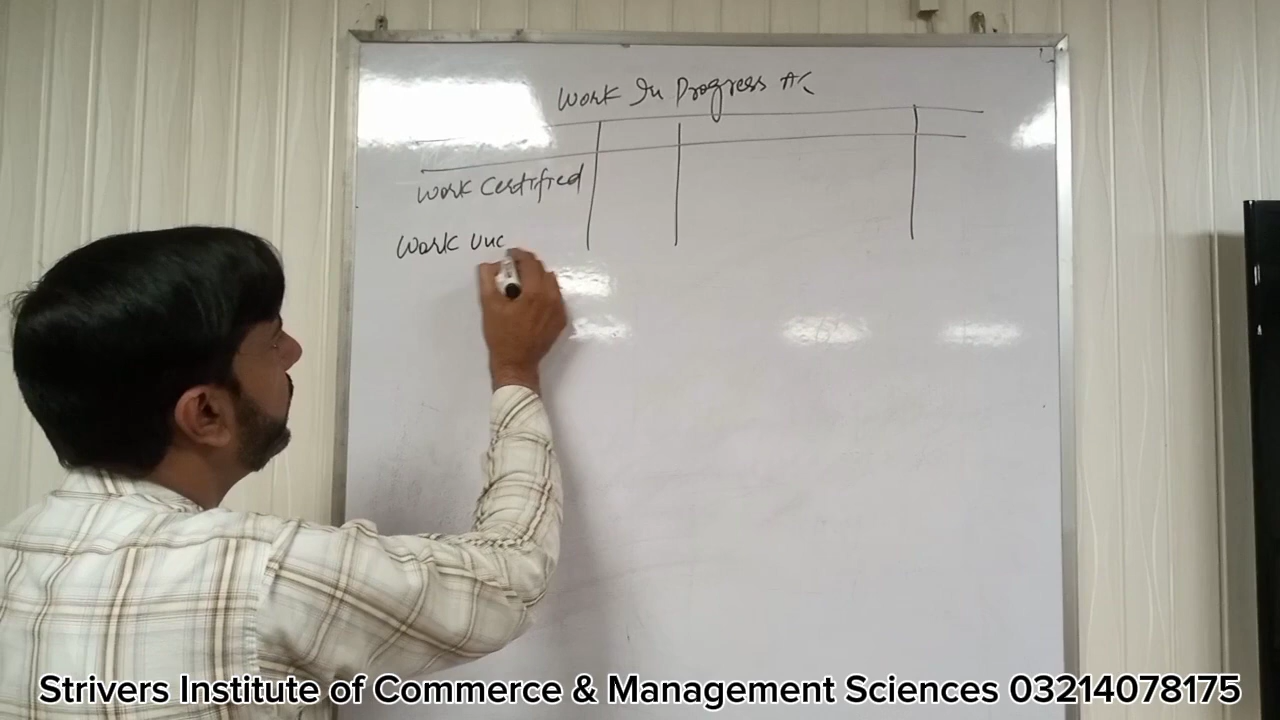 Work In Progress A/C
Work Certified
Work Unc
Strivers Institute of Commerce & Management Sciences 03214078175